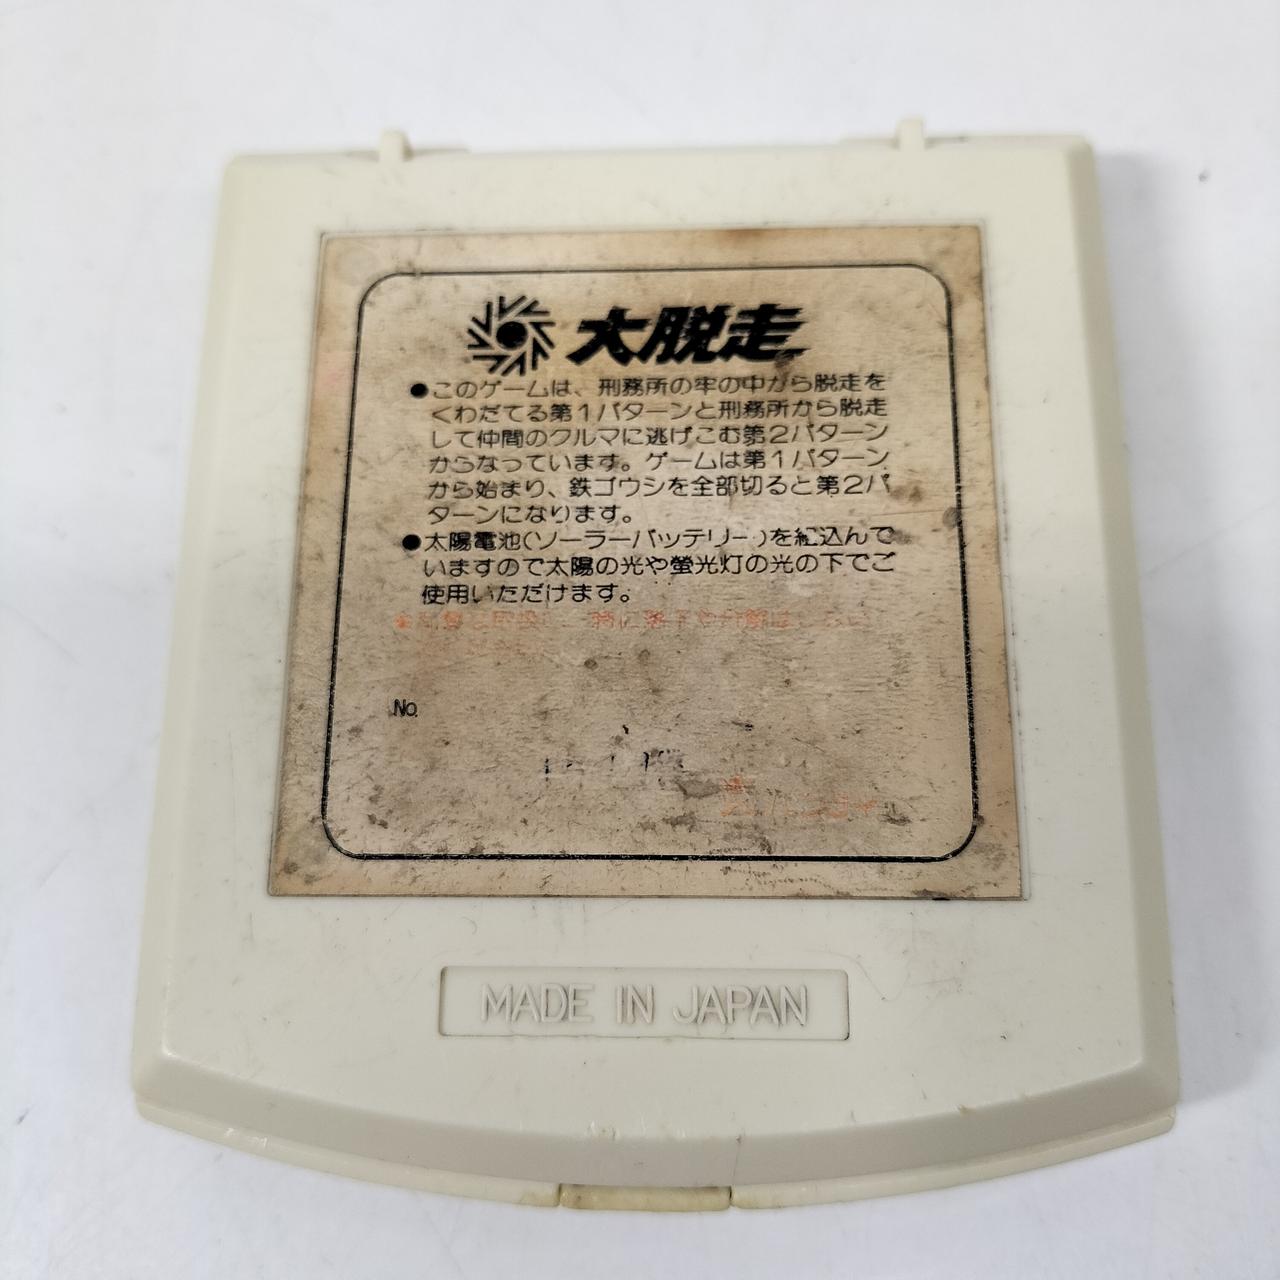 大脱走
●このゲームは、刑務所の牢の中から脱走を
くわだてる第1パターンと刑務所から脱走
して仲間のクルマに逃げこむ第2パターン
からなっています。ゲームは第1パターン
から始まり、鉄ゴウシを全部切ると第2パ
ターンになります。
●太陽電池(ソーラーバッテリー)を組込んで
いますので太陽の光や螢光灯の光の下でご
使用いただけます。
No.
MADE IN JAPAN